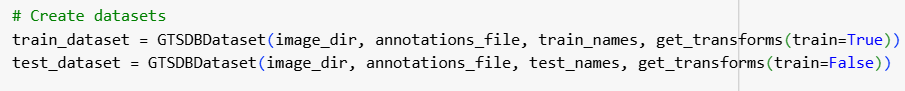 # Create datasets
train_dataset = GTSDBDataset(image_dir, annotations_file, train_names, get_transforms(train=True))
test_dataset = GTSDBDataset(image_dir, annotations_file, test_names, get_transforms(train=False))